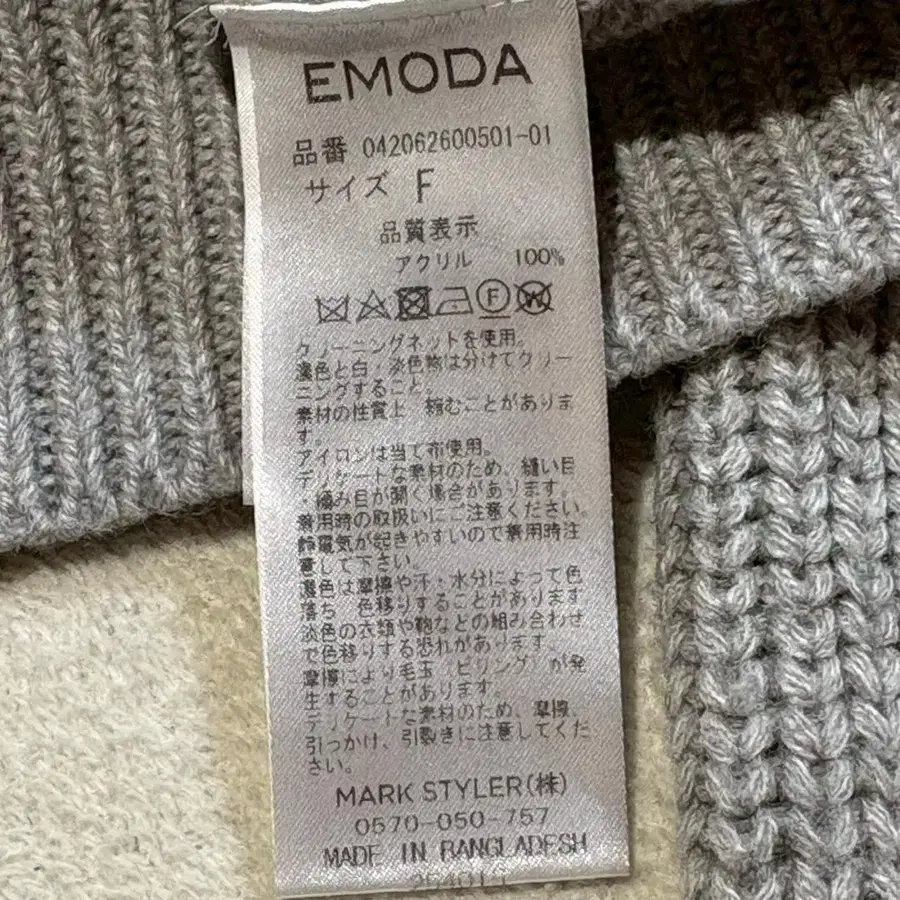 EMODA
品番 042062600501-01
サイズ F
品質表示
アクリル 100%
F
W
クリーニングネットを使用。
濃色と白・淡色物は分けてクリー
ニングすること。
素材の性質上 縮むことがありま
す。
アイロンは当て布使用。
デリケートな素材のため、縫い目
・編み目が開く場合があります。
着用時の取扱いにご注意ください。
静電気が起きやすいので着用時注
意して下さい。
濃色は摩擦や汗・水分によって色
落ち 色移りすることがあります
淡色の衣類や鞄などの組み合わせ
で色移りする恐れがあります。
摩擦により毛玉（ピリング）が発
生することがあります。
デリケートな素材のため、摩擦、
引っかけ、引裂きに注意してくだ
さい。
MARK STYLER(株)
0570-050-757
MADE IN BANGLADESH